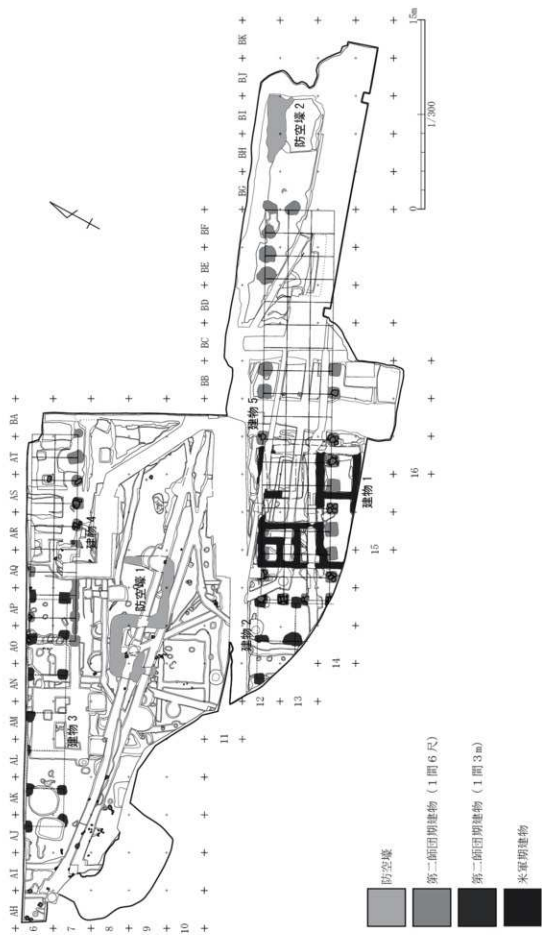 AH AI AJ AK AL AM AN AO AP AQ AR AS AT BA
6
7
8
9
10
11
12
13
14
15
16
BB BC BD BE BF
BG BH BI BJ BK
建物3
建物4
防空壕1
建物2
建物5
建物1
防空壕2
0
15m
1/300
防空壕
第二師団期建物(1間6尺)
第二師団期建物(1間3m)
米軍期建物